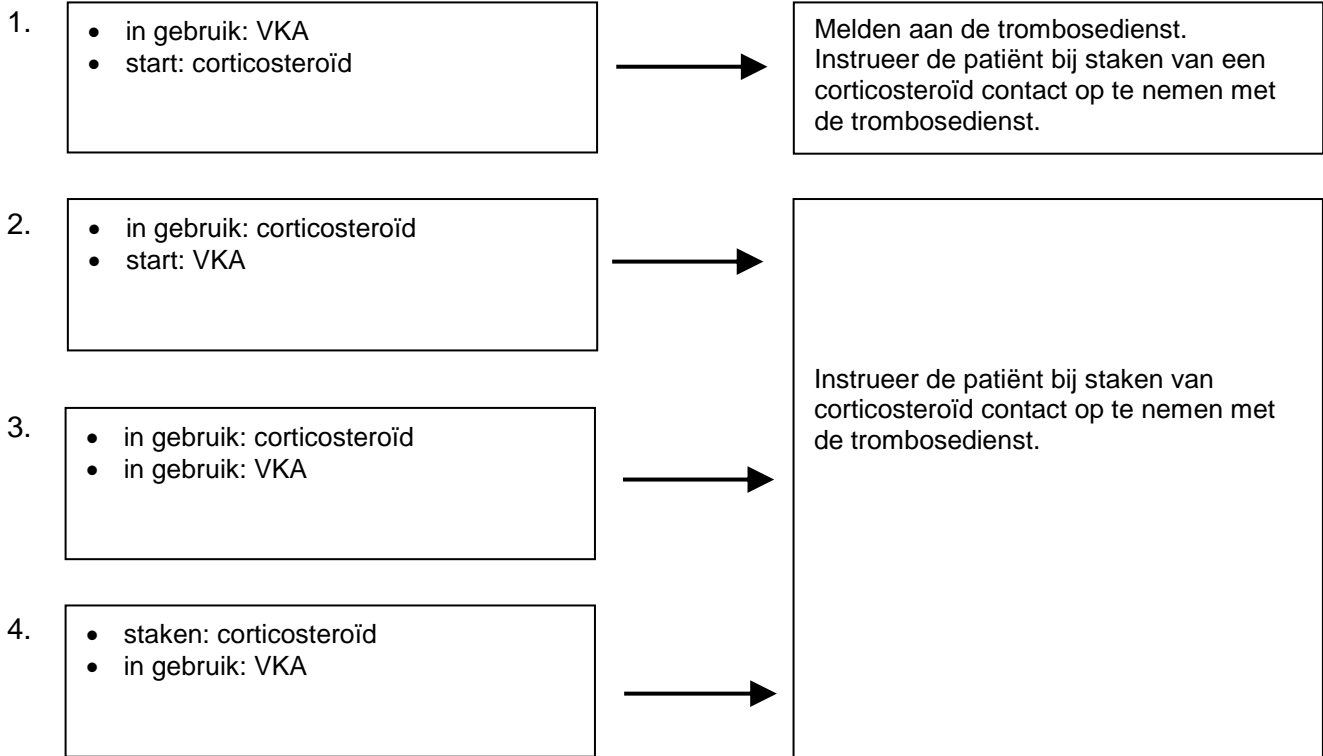 1.
• in gebruik: VKA
• start: corticosteroïd
Melden aan de trombosedienst.
Instrueer de patiënt bij staken van een
corticosteroïd contact op te nemen met
de trombosedienst.
2.
• in gebruik: corticosteroïd
• start: VKA
3.
• in gebruik: corticosteroïd
• in gebruik: VKA
4.
• staken: corticosteroïd
• in gebruik: VKA
Instrueer de patiënt bij staken van
corticosteroïd contact op te nemen met
de trombosedienst.